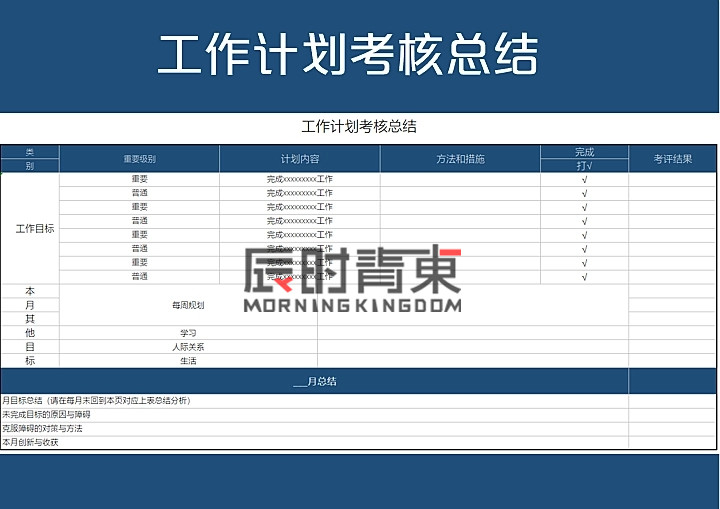 工作计划考核总结
工作计划考核总结
类别 重要级别 计划内容 方法和措施 完成打√ 考评结果
工作目标
重要 完成xxxxxxxxx工作 √
普通 完成xxxxxxxxx工作 √
重要 完成xxxxxxxxx工作 √
普通 完成xxxxxxxxx工作 √
重要 完成xxxxxxxxx工作 √
普通 完成xxxxxxxxx工作 √
重要 完成xxxxxxxxx工作 √
普通 完成xxxxxxxxx工作 √
辰时青東
MORNINGKINGDOM
本月其他目标
每周规划
学习
人际关系
生活
___月总结
月目标总结（请在每月末回到本页对应上表总结分析）
未完成目标的原因与障碍
克服障碍的对策与方法
本月创新与收获